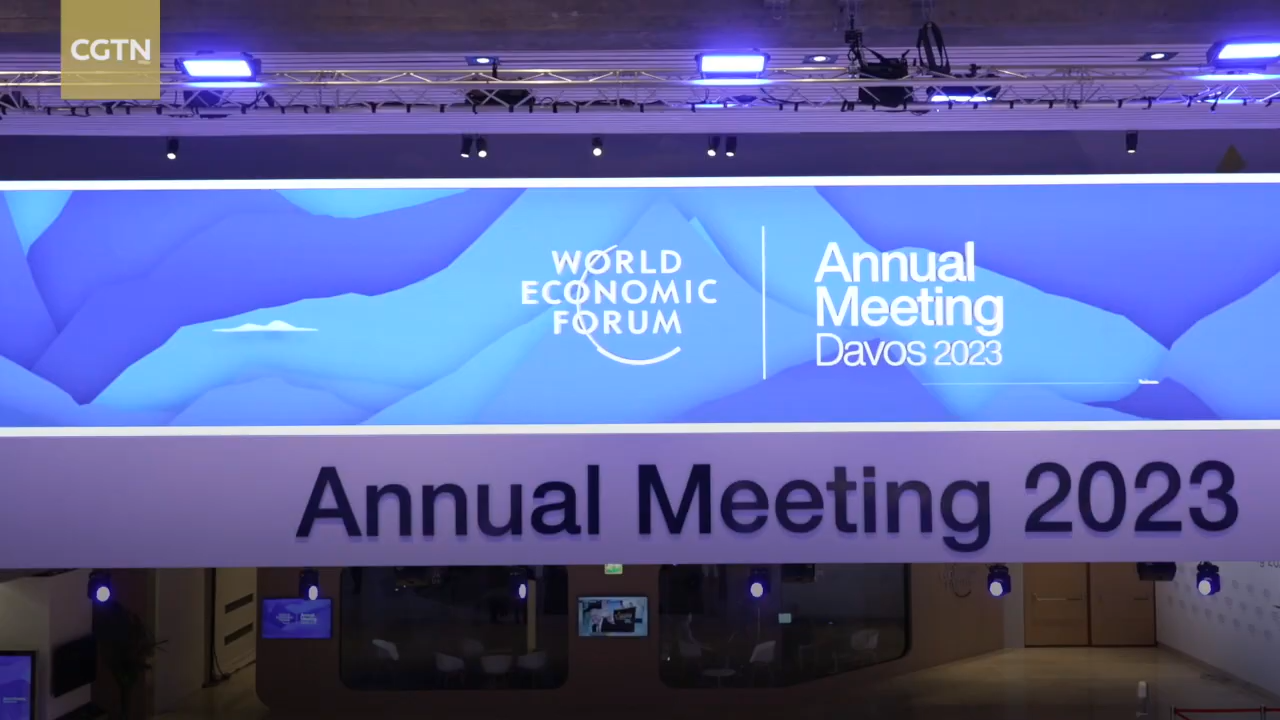 CGTN
WORLD
ECONOMIC
FORUM
Annual
Meeting
Davos 2023
Annual Meeting 2023